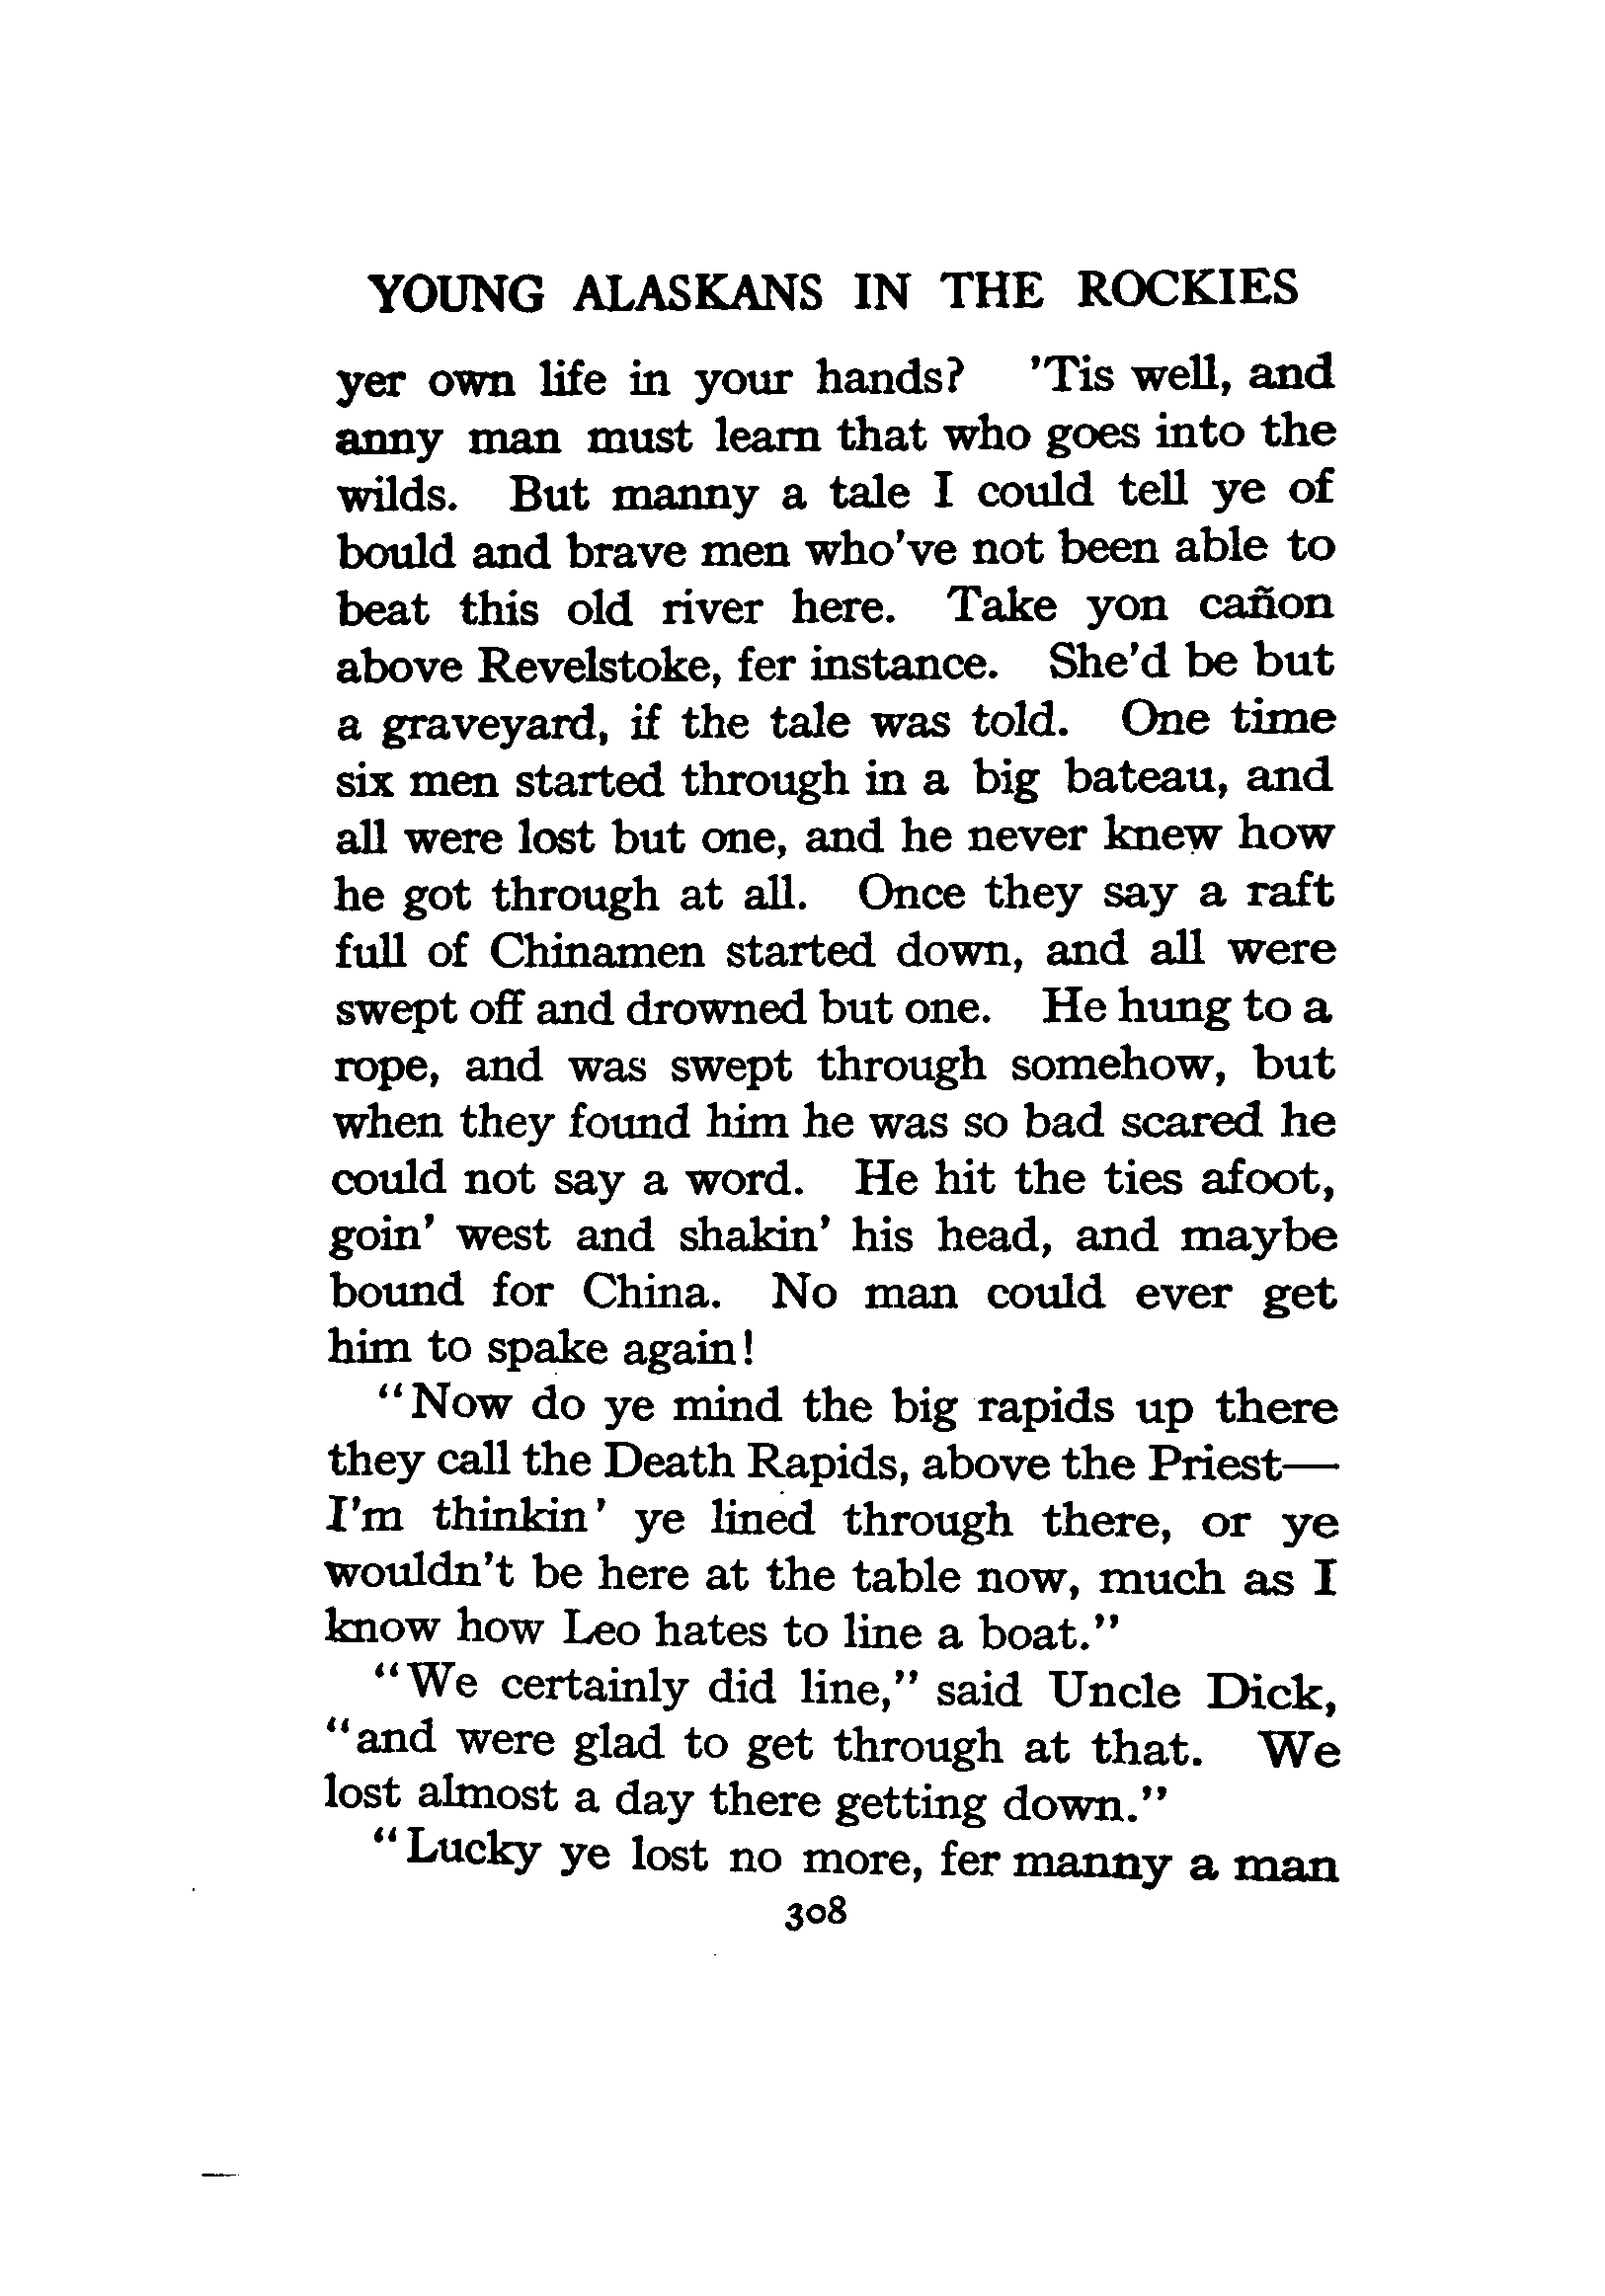 YOUNG ALASKANS IN THE ROCKIES
yer own life in your hands? 'Tis well, and
anny man must learn that who goes into the
wilds. But manny a tale I could tell ye of
bould and brave men who've not been able to
beat this old river here. Take yon cañon
above Revelstoke, fer instance. She'd be but
a graveyard, if the tale was told. One time
six men started through in a big bateau, and
all were lost but one, and he never knew how
he got through at all. Once they say a raft
full of Chinamen started down, and all were
swept off and drowned but one. He hung to a
rope, and was swept through somehow, but
when they found him he was so bad scared he
could not say a word. He hit the ties afoot,
goin' west and shakin' his head, and maybe
bound for China. No man could ever get
him to spake again!
"Now do ye mind the big rapids up there
they call the Death Rapids, above the Priest—
I'm thinkin' ye lined through there, or ye
wouldn't be here at the table now, much as I
know how Leo hates to line a boat."
"We certainly did line," said Uncle Dick,
"and were glad to get through at that. We
lost almost a day there getting down."
"Lucky ye lost no more, fer manny a man
308